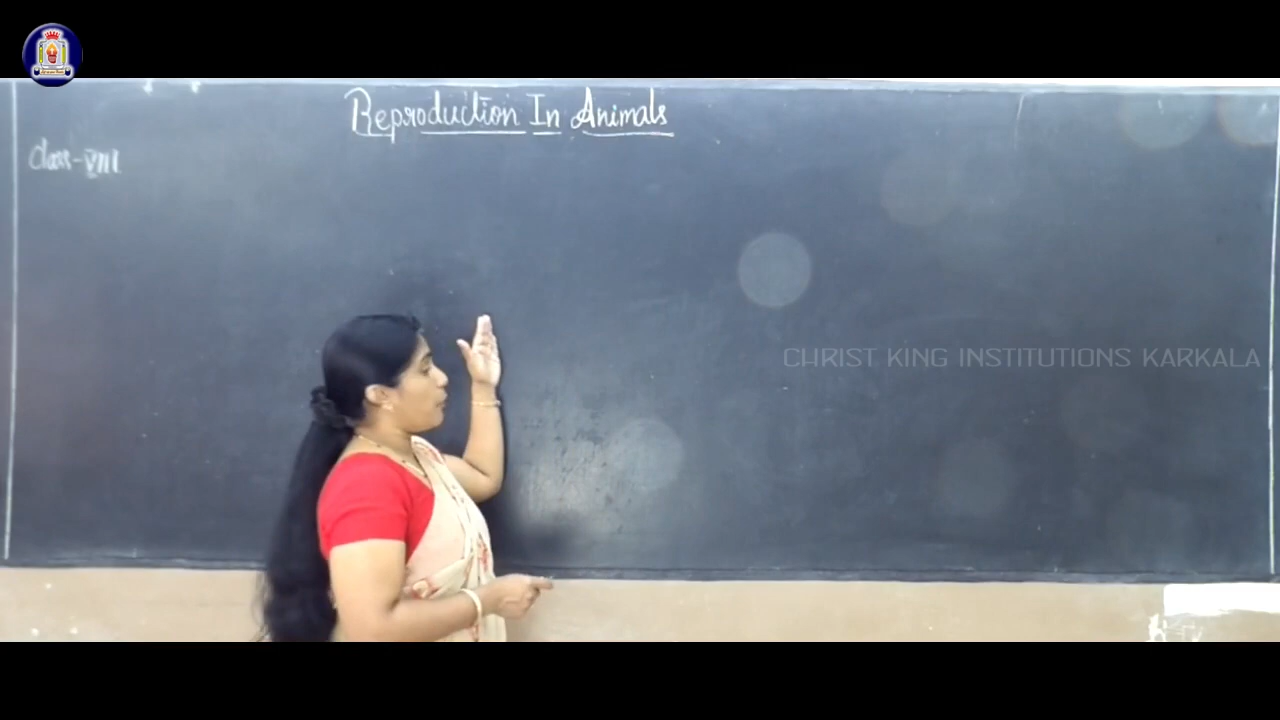 Reproduction In Animals
Class-VIII
CHRIST KING INSTITUTIONS KARKALA